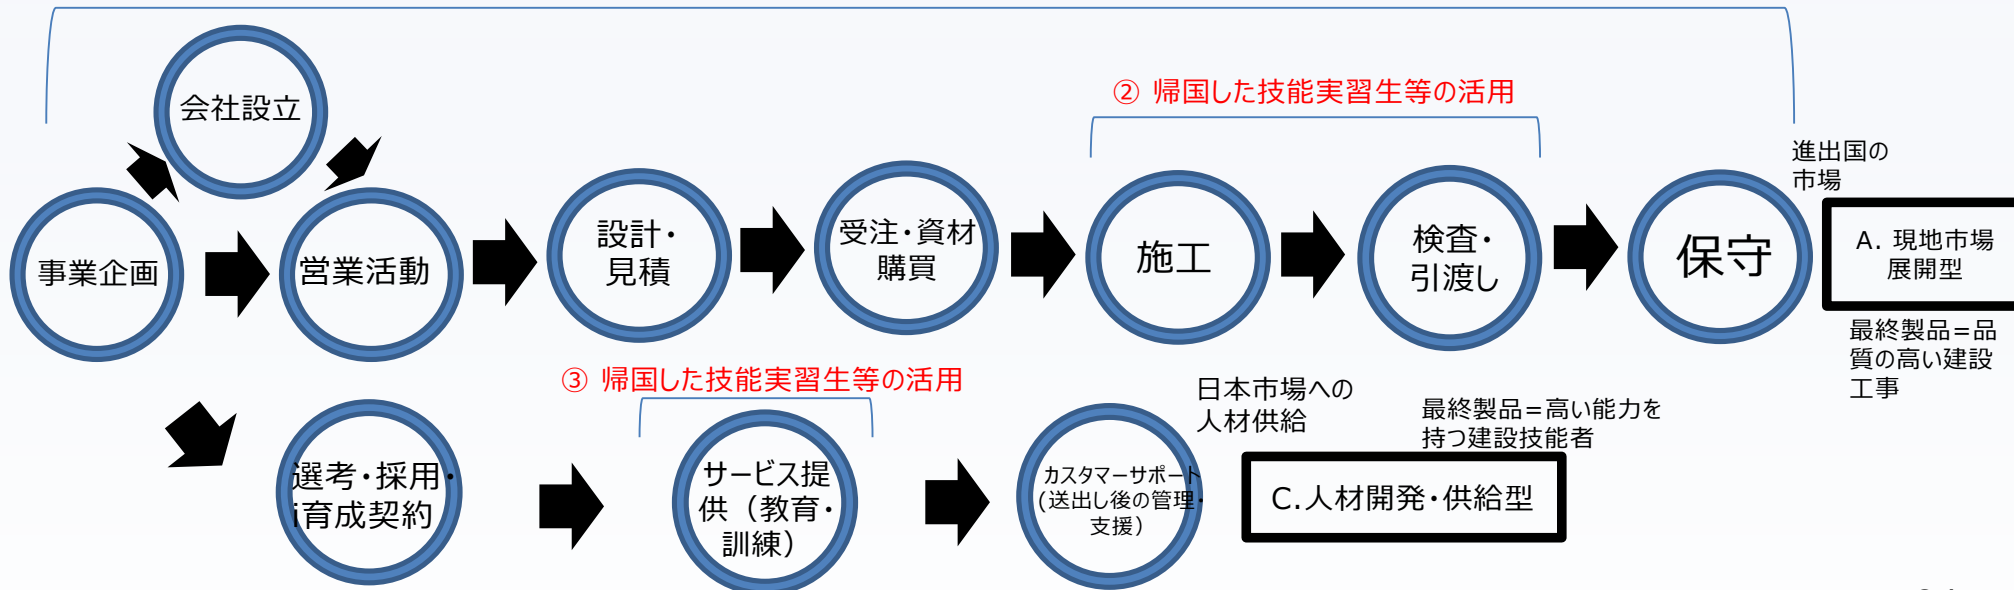 会社設立
② 帰国した技能実習生等の活用
進出国の
市場
事業企画
営業活動
設計・
見積
受注・資材
購買
施工
検査・
引渡し
保守
A. 現地市場
展開型
最終製品=品
質の高い建設
工事
③ 帰国した技能実習生等の活用
日本市場への
人材供給
最終製品=高い能力を
持つ建設技能者
選考・採用・
i育成契約
サービス提
供（教育・
訓練）
カスタマーサポート
(送出し後の管理・
支援）
C.人材開発・供給型